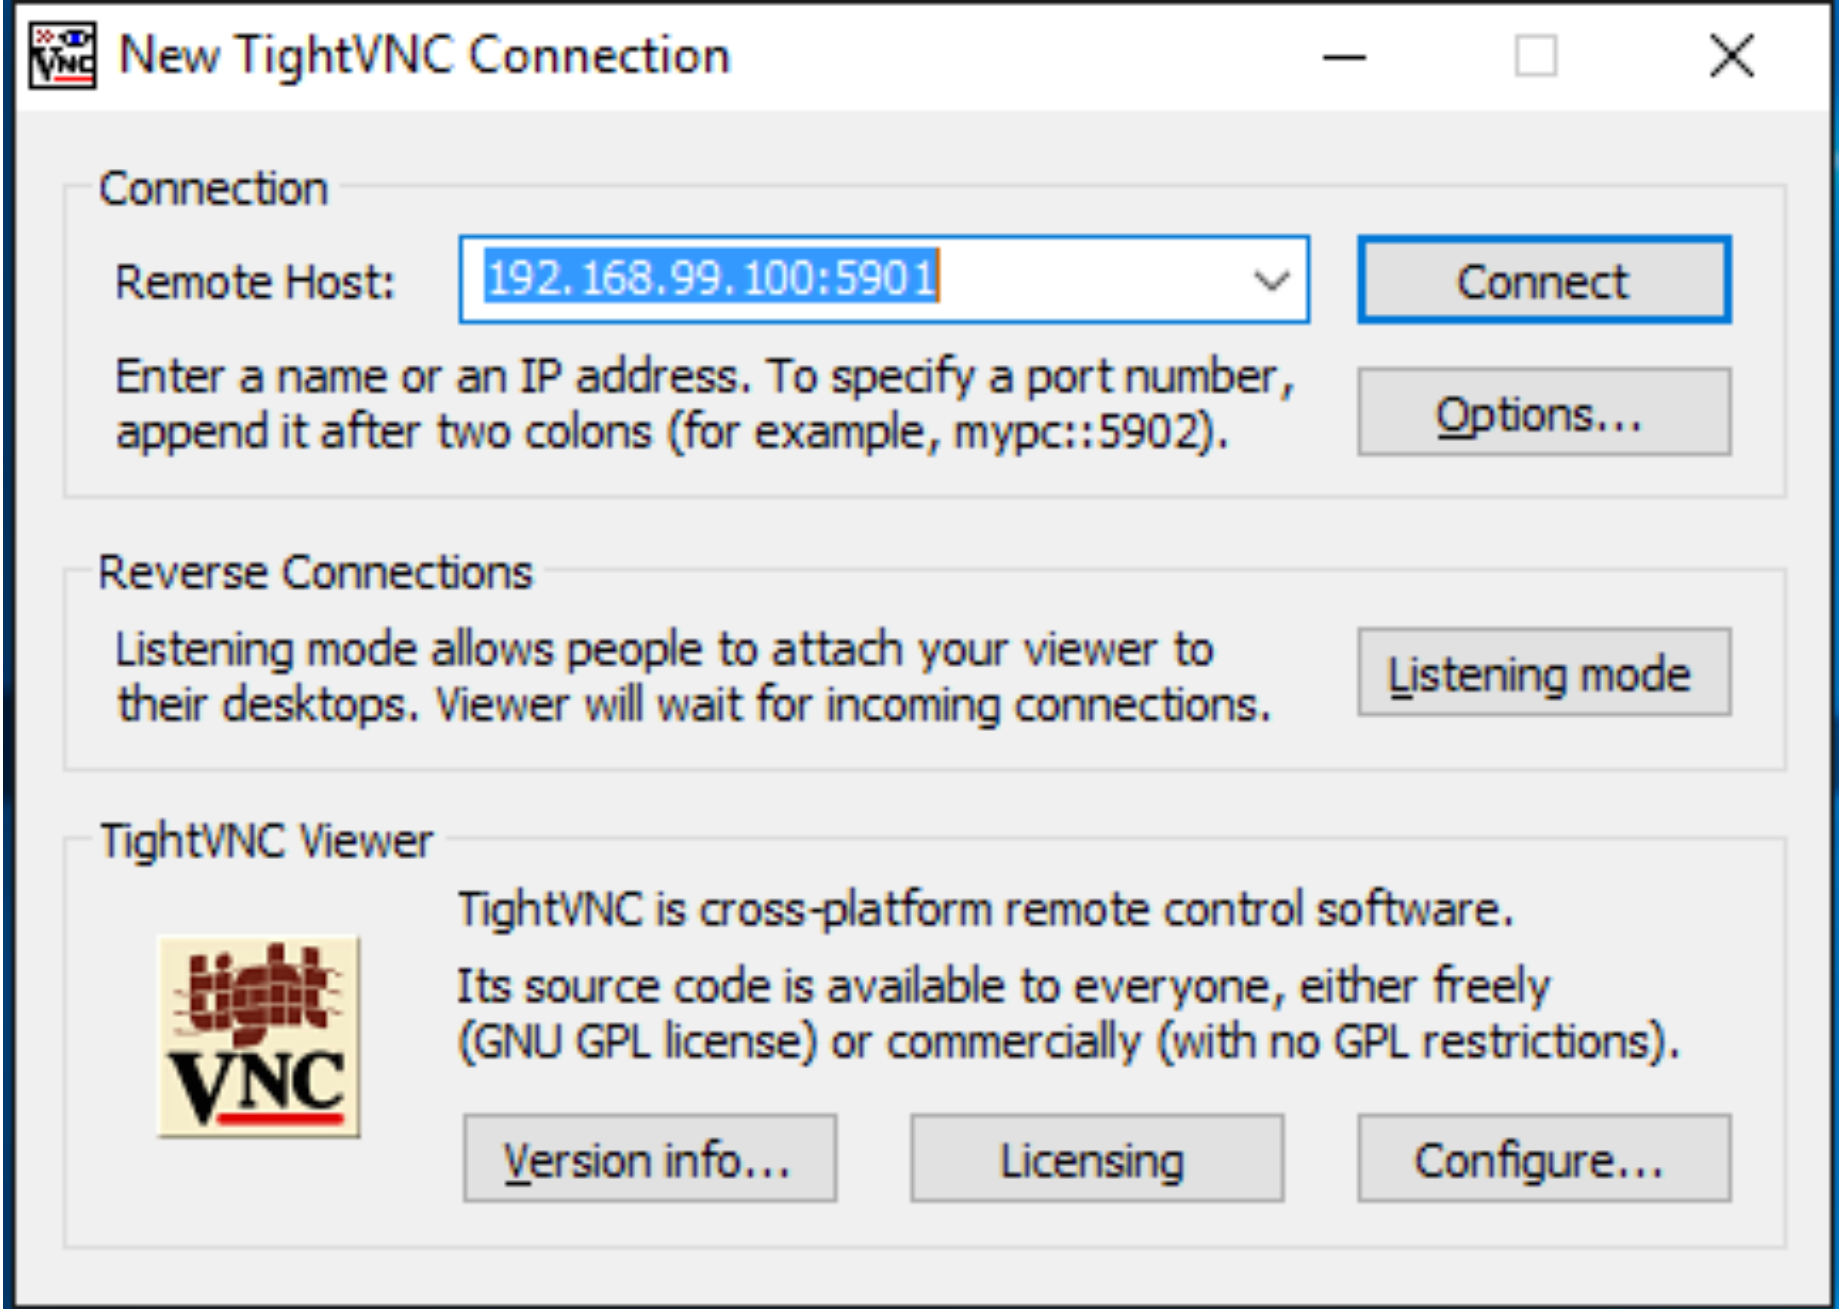 New TightVNC Connection
Connection
Remote Host:
192.168.99.100:5901
Connect
Enter a name or an IP address. To specify a port number,
append it after two colons (for example, mypc::5902).
Options...
Reverse Connections
Listening mode allows people to attach your viewer to
their desktops. Viewer will wait for incoming connections.
Listening mode
TightVNC Viewer
tight
VNC
TightVNC is cross-platform remote control software.
Its source code is available to everyone, either freely
(GNU GPL license) or commercially (with no GPL restrictions).
Version info...
Licensing
Configure...